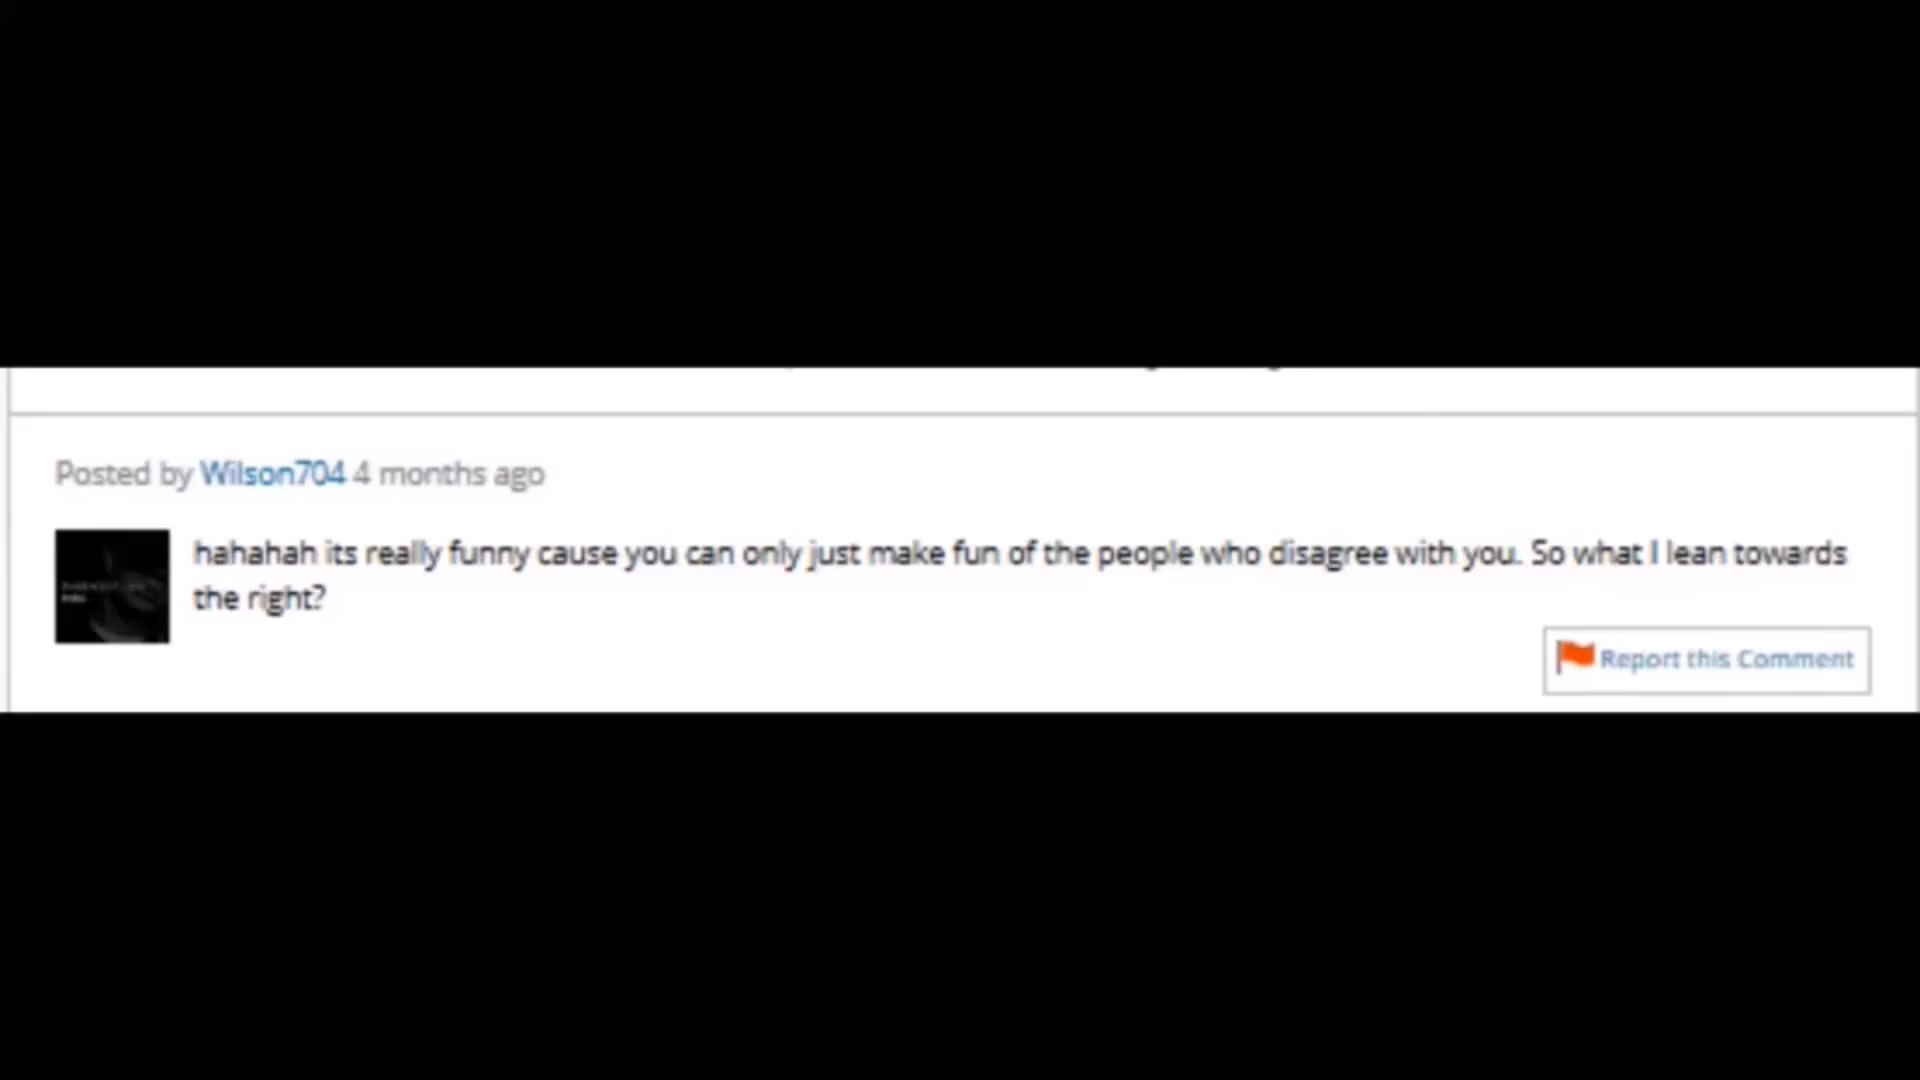 Posted by Wilson704 4 months ago
hahahah its really funny cause you can only just make fun of the people who disagree with you. So what I lean towards
the right?
Report this Comment